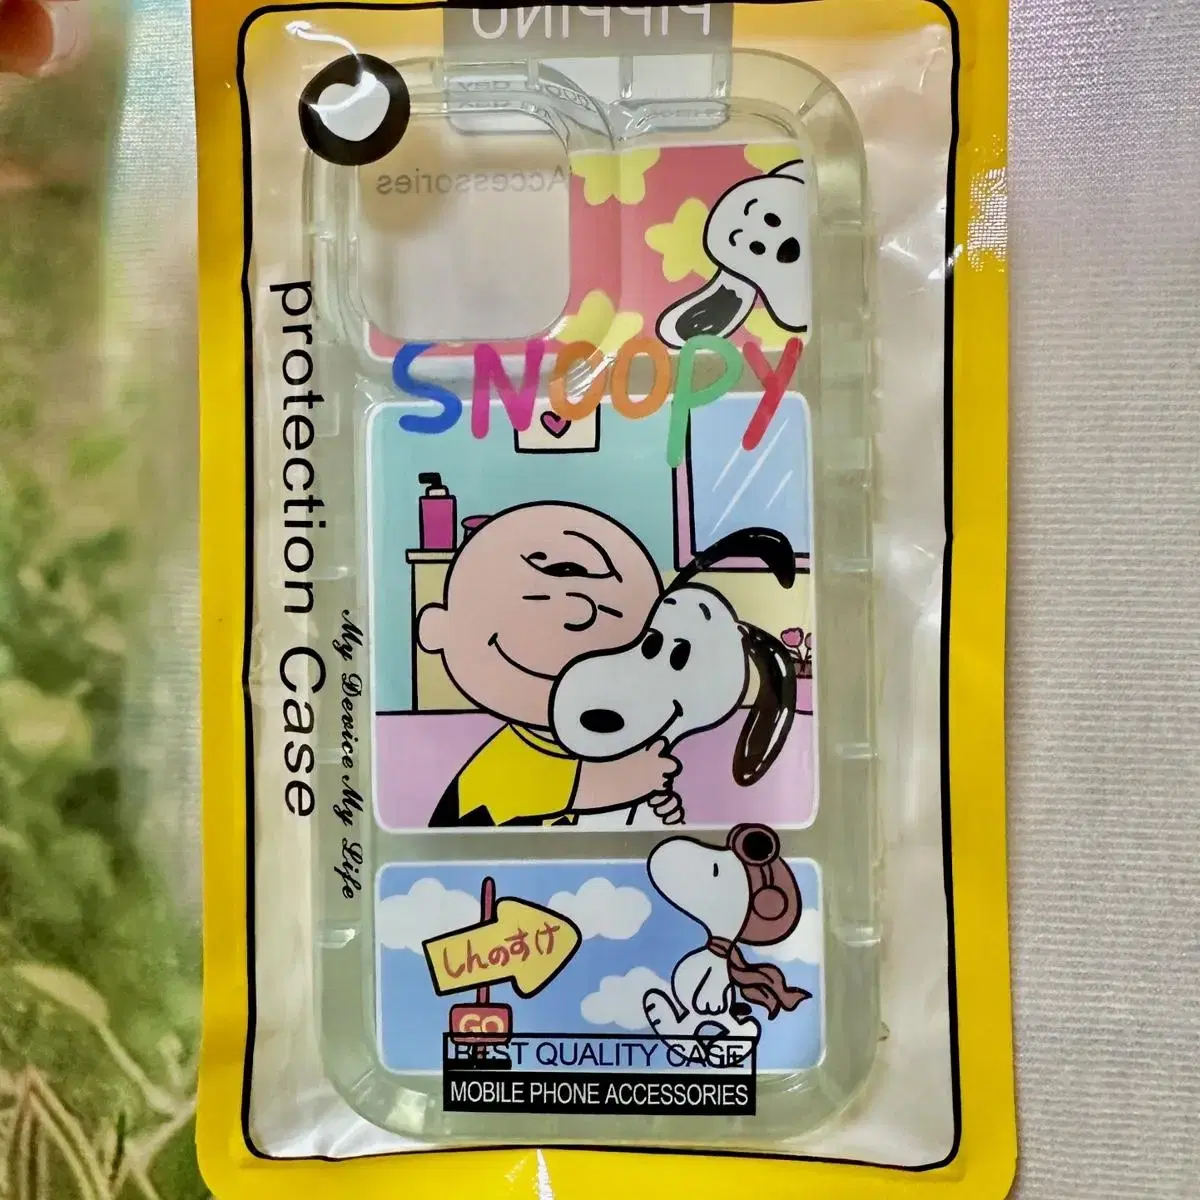 PIPPINO
Accessories
SNOOPY
protection Case
My Device My Life
しんのすけ
GO
BEST QUALITY CASE
MOBILE PHONE ACCESSORIES